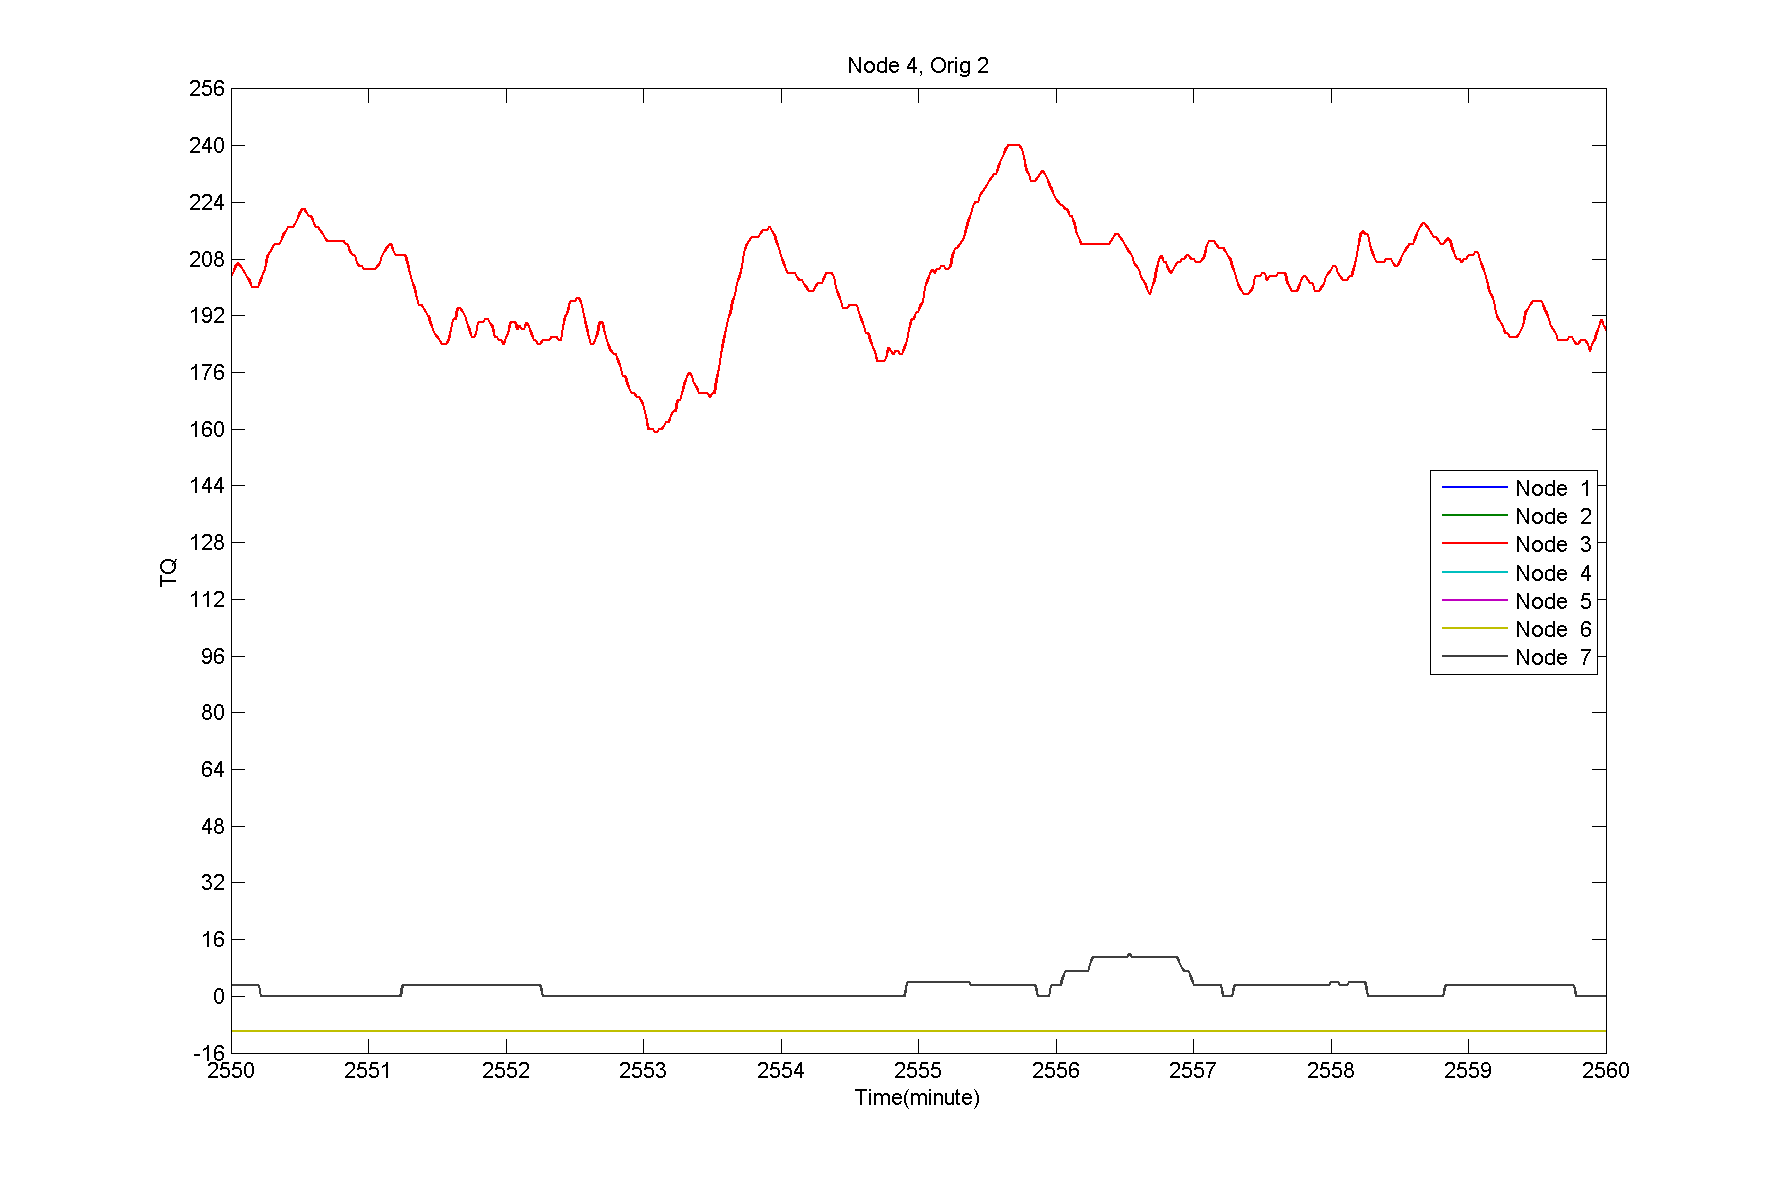 Node 4, Orig 2
256
240
224
208
192
176
160
144
128
112
96
80
64
48
32
16
0
-16
TQ
Node 1
Node 2
Node 3
Node 4
Node 5
Node 6
Node 7
2550 2551 2552 2553 2554 2555 2556 2557 2558 2559 2560
Time(minute)